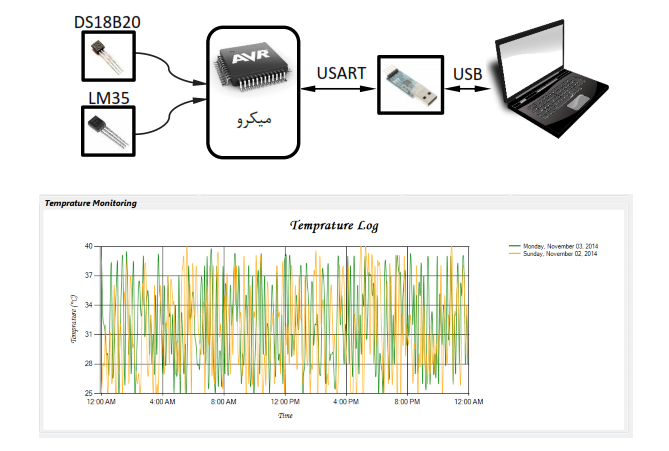 DS18B20
LM35
AVR
میکرو
USART
USB
Temprature Monitoring
Temprature Log
40
37
34
31
28
25
Temprature (°C)
12:00 AM
4:00 AM
8:00 AM
12:00 PM
4:00 PM
8:00 PM
12:00 AM
Time
Monday, November 03, 2014
Sunday, November 02, 2014